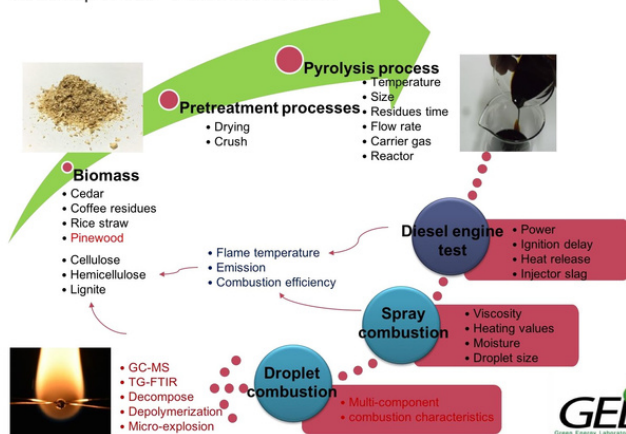 Pyrolysis process
• Temperature
• Size
• Residues time
• Flow rate
• Carrier gas
• Reactor
Pretreatment processes
• Drying
• Crush
Biomass
• Cedar
• Coffee residues
• Rice straw
• Pinewood
• Cellulose
• Hemicellulose
• Lignite
• Flame temperature
• Emission
• Combustion efficiency
Diesel engine
test
• Power
• Ignition delay
• Heat release
• Injector slag
Spray
combustion
• Viscosity
• Heating values
• Moisture
• Droplet size
Droplet
combustion
• Multi-component
• combustion characteristics
• GC-MS
• TG-FTIR
• Decompose
• Depolymerization
• Micro-explosion
Green Energy